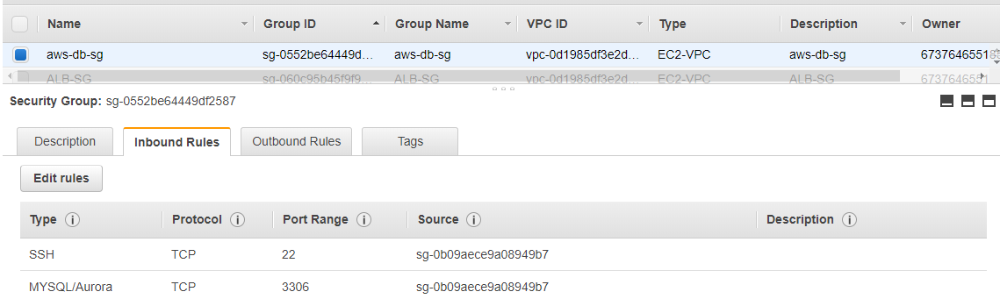 Name Group ID Group Name VPC ID Type Description Owner
aws-db-sg sg-0552be64449d… aws-db-sg vpc-0d1985df3e2d… EC2-VPC aws-db-sg 6737646551
ALB-SG sg-060c95b45f9f9… ALB-SG vpc-0d1985df3e2d… EC2-VPC ALB-SG 6737646551
Security Group: sg-0552be64449df2587
Description Inbound Rules Outbound Rules Tags
Edit rules
Type Protocol Port Range Source Description
SSH TCP 22 sg-0b09aece9a08949b7
MYSQL/Aurora TCP 3306 sg-0b09aece9a08949b7